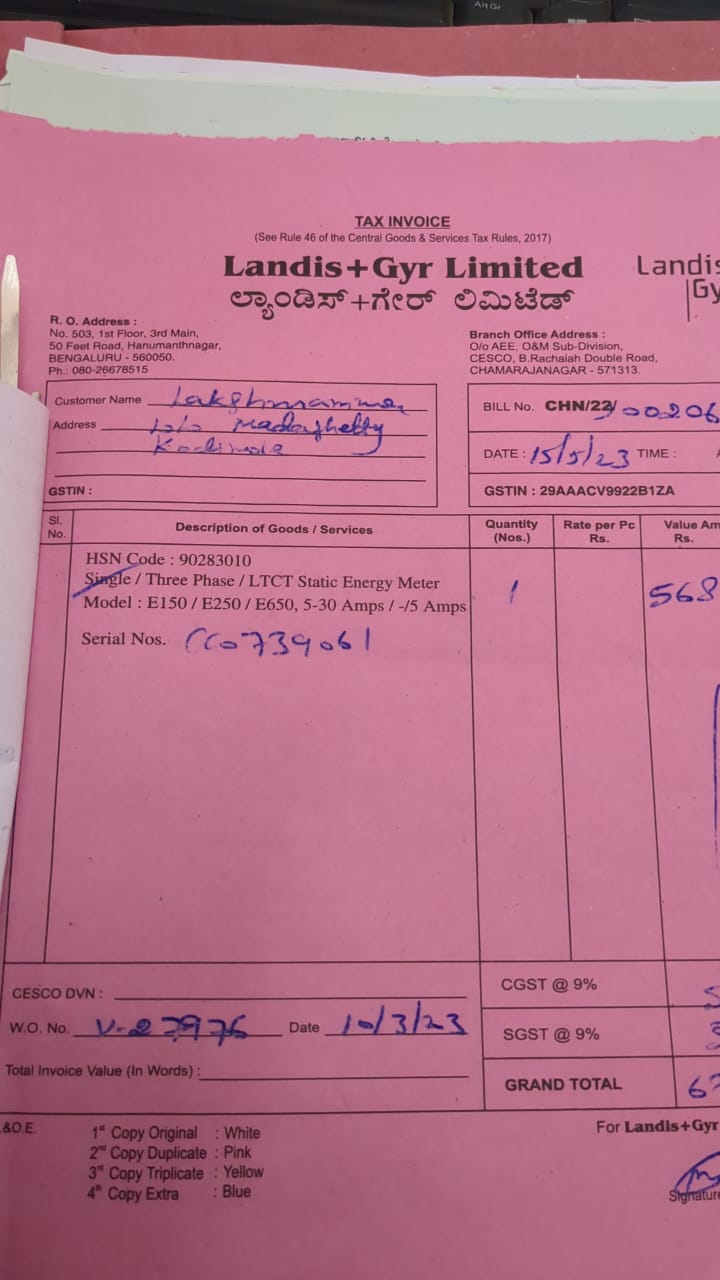 Alt Gr
TAX INVOICE
(See Rule 46 of the Central Goods & Services Tax Rules, 2017)
Landis+Gyr Limited
ಲ್ಯಾಂಡಿಸ್+ಗೇರ್ ಲಿಮಿಟೆಡ್
Landis
Gy
R. O. Address :
No. 503, 1st Floor, 3rd Main,
50 Feet Road, Hanumanthnagar,
BENGALURU - 560050.
Ph.: 080-26678515
Branch Office Address :
O/o AEE, O&M Sub-Division,
CESCO, B.Rachaiah Double Road,
CHAMARAJANAGAR - 571313.
Customer Name Lakshmamma
Address
GSTIN :
BILL No. CHN/22/ 00206
DATE : 15/5/23 TIME :
GSTIN : 29AAACV9922B1ZA
Sl. No. Description of Goods / Services Quantity (Nos.) Rate per Pc Rs. Value Am Rs.
HSN Code : 90283010
Single / Three Phase / LTCT Static Energy Meter 1 568
Model : E150 / E250 / E650, 5-30 Amps / -/5 Amps
Serial Nos. CC0739061
CESCO DVN :
W.O. No. V-27976 Date 10/3/23
Total Invoice Value (In Words) :
CGST @ 9%
SGST @ 9%
GRAND TOTAL 67
&O.E.
1st Copy Original : White
2nd Copy Duplicate : Pink
3rd Copy Triplicate : Yellow
4th Copy Extra : Blue
For Landis+Gyr
Signature